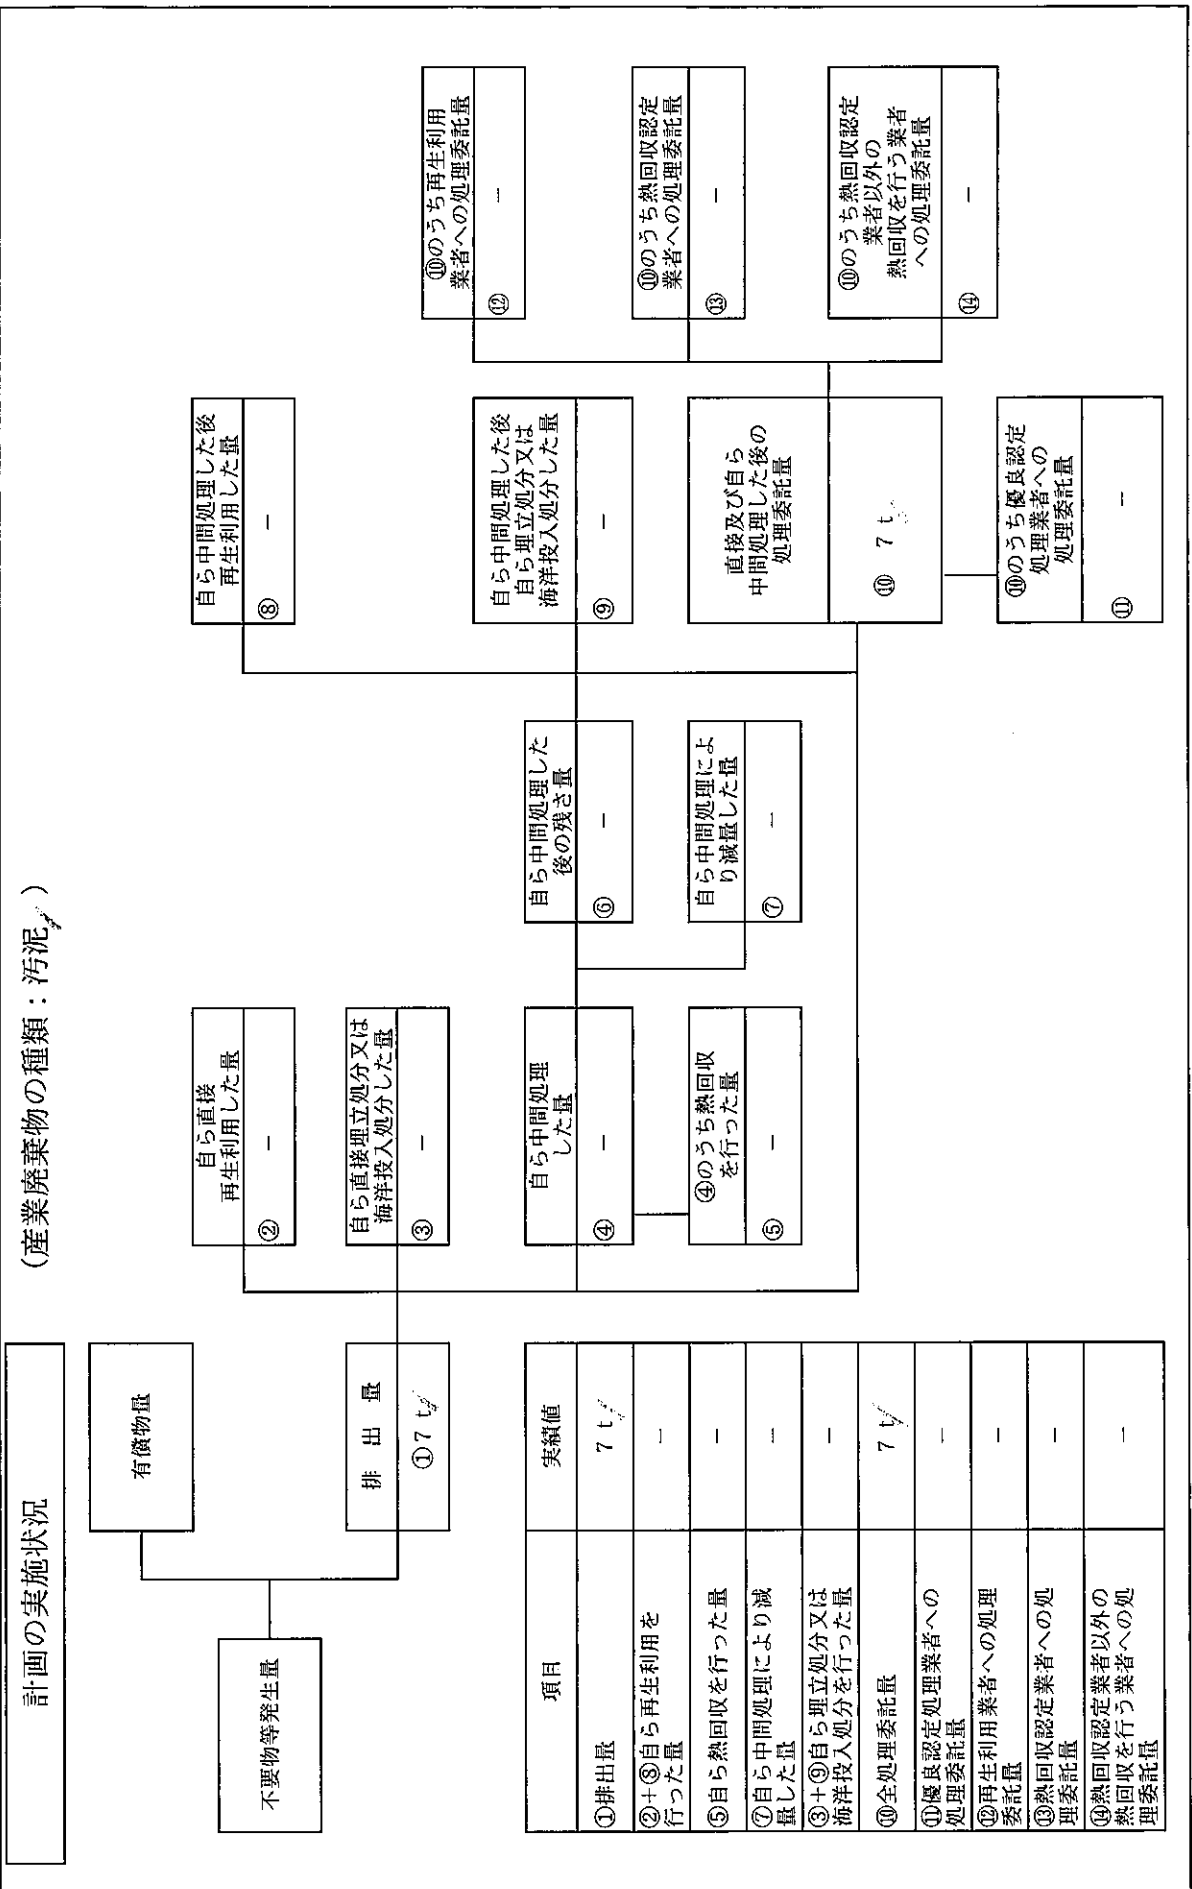 計画の実施状況
(産業廃棄物の種類：汚泥)
不要物等発生量
有償物量
排 出 量
①7 t
自ら直接
再生利用した量
② －
自ら直接埋立処分又は
海洋投入処分した量
③ －
自ら中間処理
した量
④ －
④のうち熱回収
を行った量
⑤ －
自ら中間処理した
後の残さ量
⑥ －
自ら中間処理によ
り減量した量
⑦ －
自ら中間処理した後
再生利用した量
⑧ －
自ら中間処理した後
自ら埋立処分又は
海洋投入処分した量
⑨ －
直接及び自ら
中間処理した後の
処理委託量
⑩ 7 t
⑩のうち優良認定
処理業者への
処理委託量
⑪ －
⑩のうち再生利用
業者への処理委託量
⑫ －
⑩のうち熱回収認定
業者への処理委託量
⑬ －
⑩のうち熱回収認定
業者以外の
熱回収を行う業者
への処理委託量
⑭ －
項目 実績値
①排出量 7 t
②+⑧自ら再生利用を
行った量 －
⑤自ら熱回収を行った量 －
⑦自ら中間処理により減
量した量 －
③+⑨自ら埋立処分又は
海洋投入処分を行った量 －
⑩全処理委託量 7 t
⑪優良認定処理業者への
処理委託量 －
⑫再生利用業者への処理
委託量 －
⑬熱回収認定業者への処
理委託量 －
⑭熱回収認定業者以外の
熱回収を行う業者への処
理委託量 －